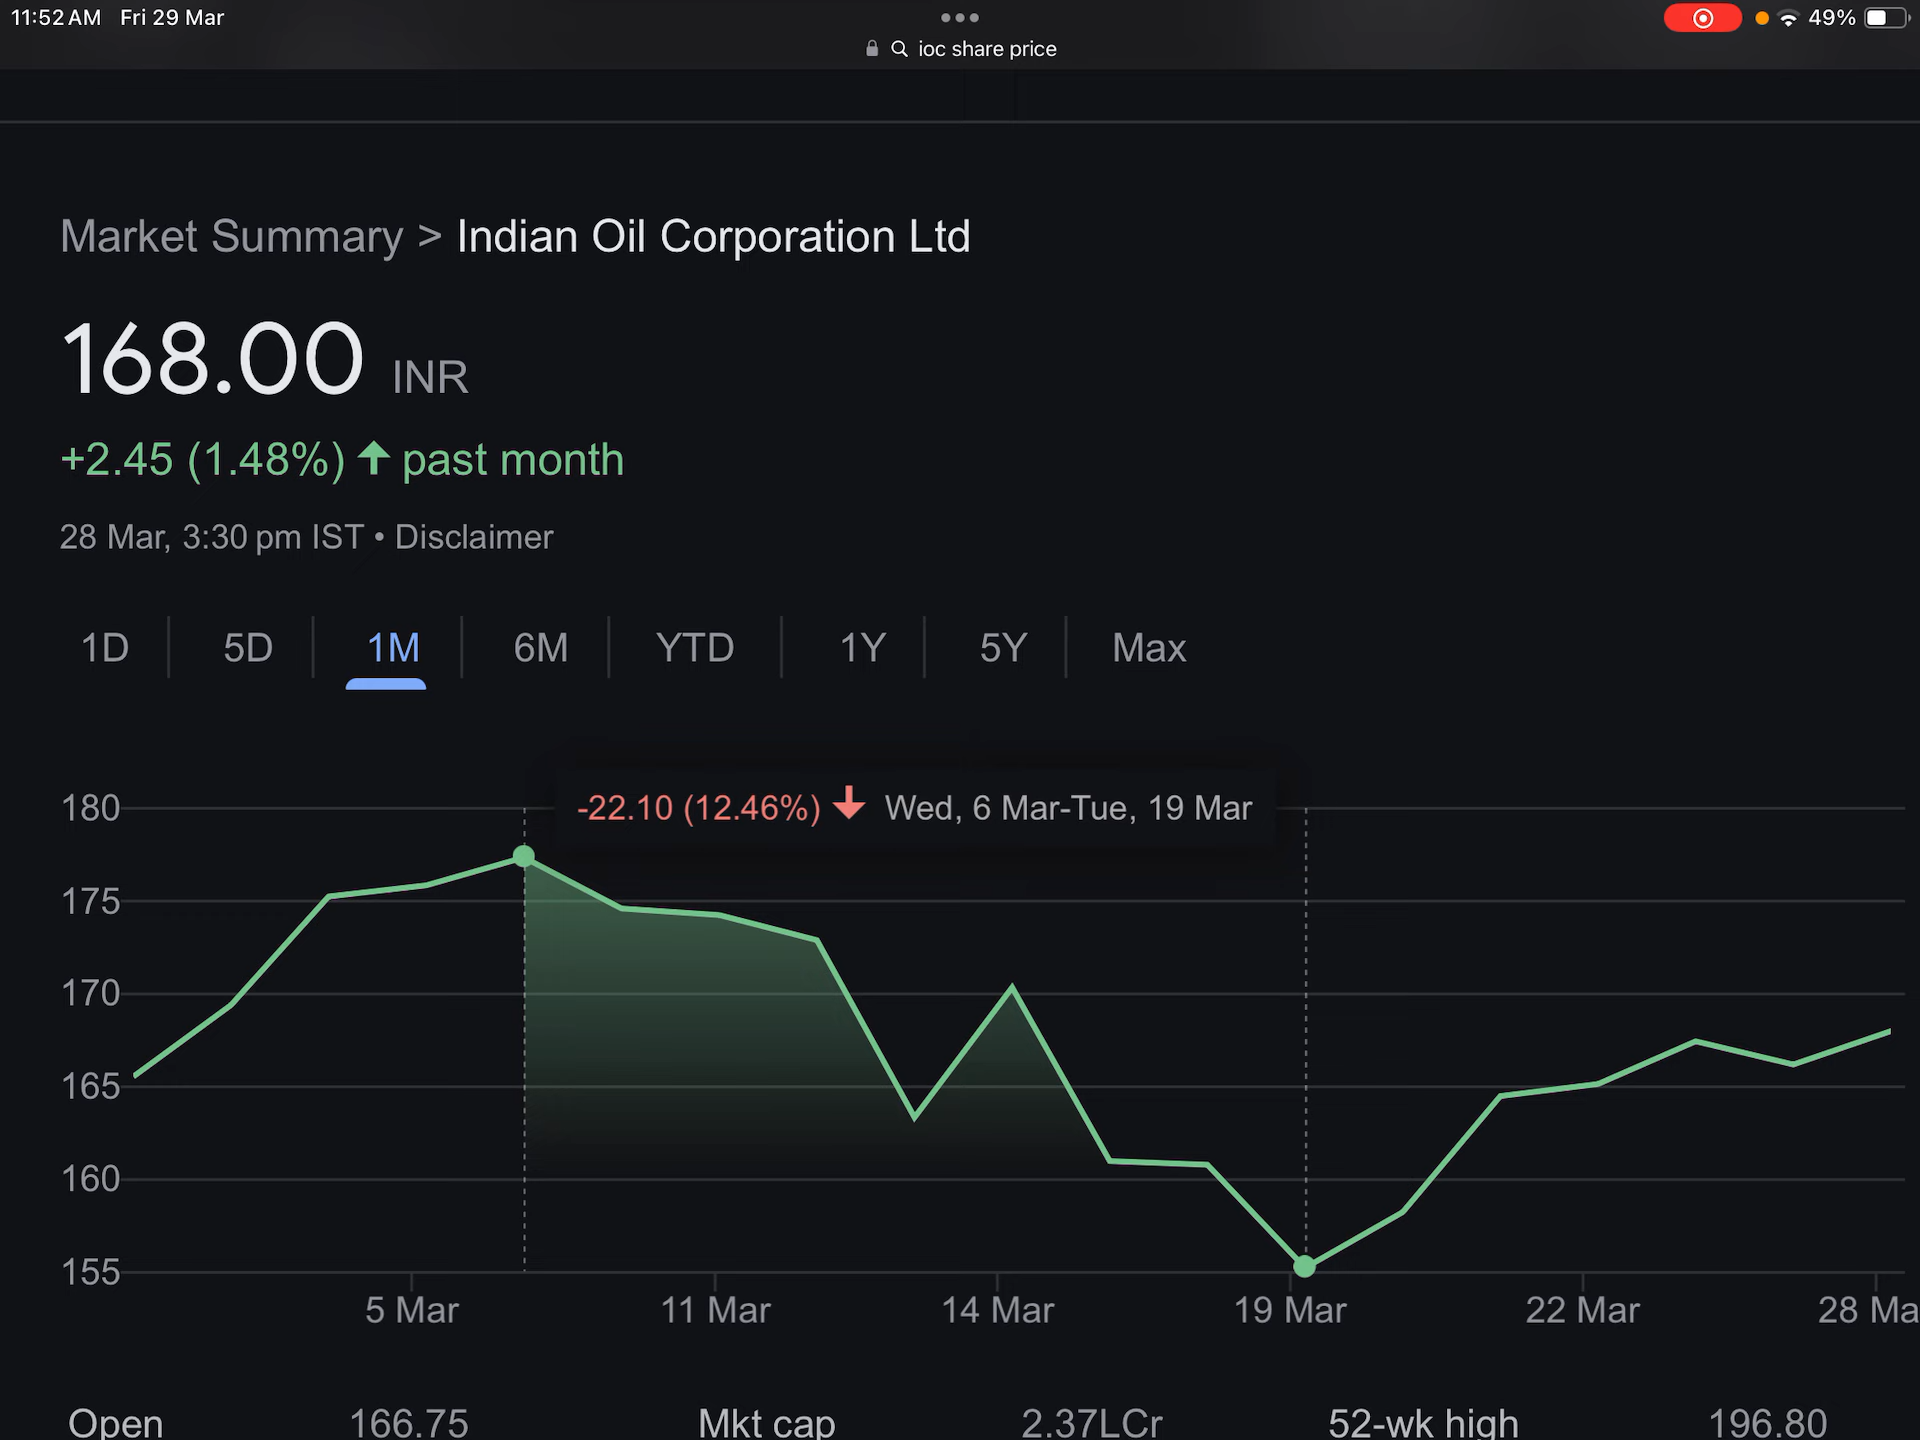 11:52 AM Fri 29 Mar
49%
ioc share price
Market Summary > Indian Oil Corporation Ltd
168.00 INR
+2.45 (1.48%) ↑ past month
28 Mar, 3:30 pm IST • Disclaimer
1D 5D 1M 6M YTD 1Y 5Y Max
-22.10 (12.46%) ↓ Wed, 6 Mar-Tue, 19 Mar
180
175
170
165
160
155
5 Mar 11 Mar 14 Mar 19 Mar 22 Mar 28 Ma
Open 166.75 Mkt cap 2.37LCr 52-wk high 196.80